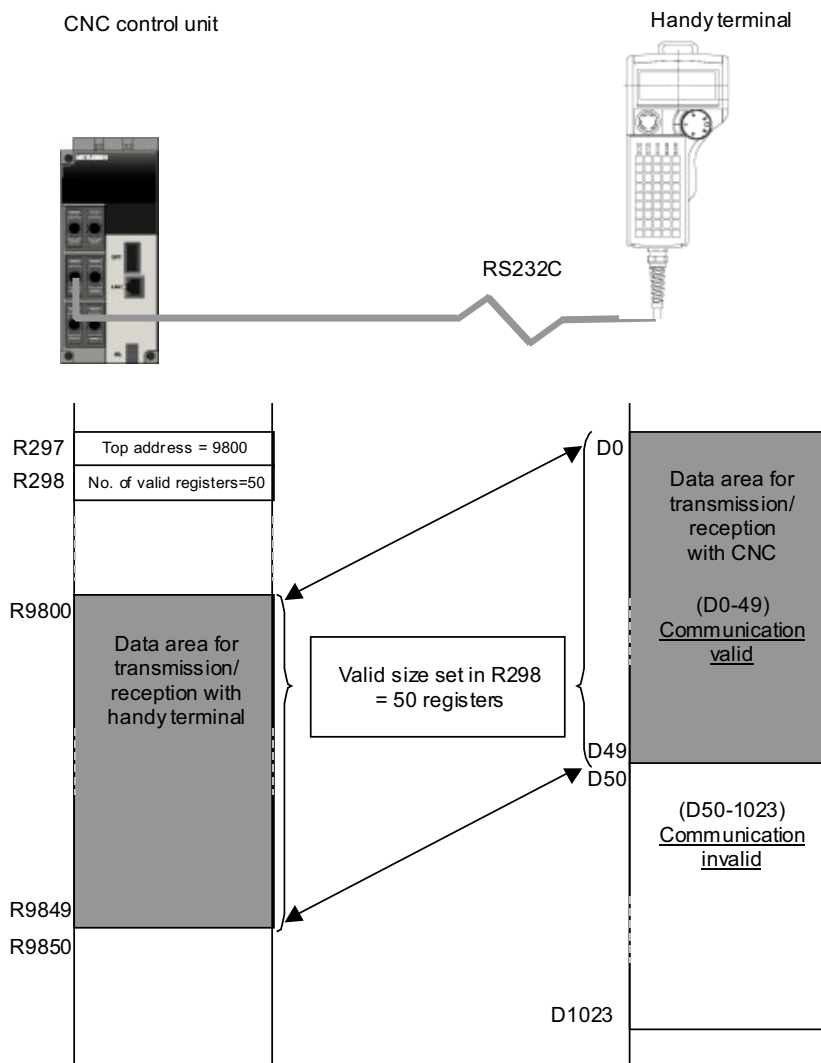 CNC control unit
Handy terminal
RS232C
R297
Top address = 9800
R298
No. of valid registers=50
R9800
Data area for
transmission/
reception with
handy terminal
R9849
R9850
Valid size set in R298
= 50 registers
D0
Data area for
transmission/
reception
with CNC
(D0-49)
Communication
valid
D49
D50
(D50-1023)
Communication
invalid
D1023